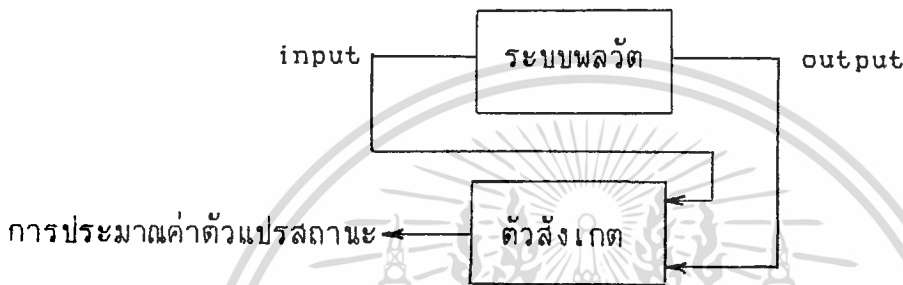 input
ระบบพลวัต
output
การประมาณค่าตัวแปรสถานะ
ตัวสังเกต